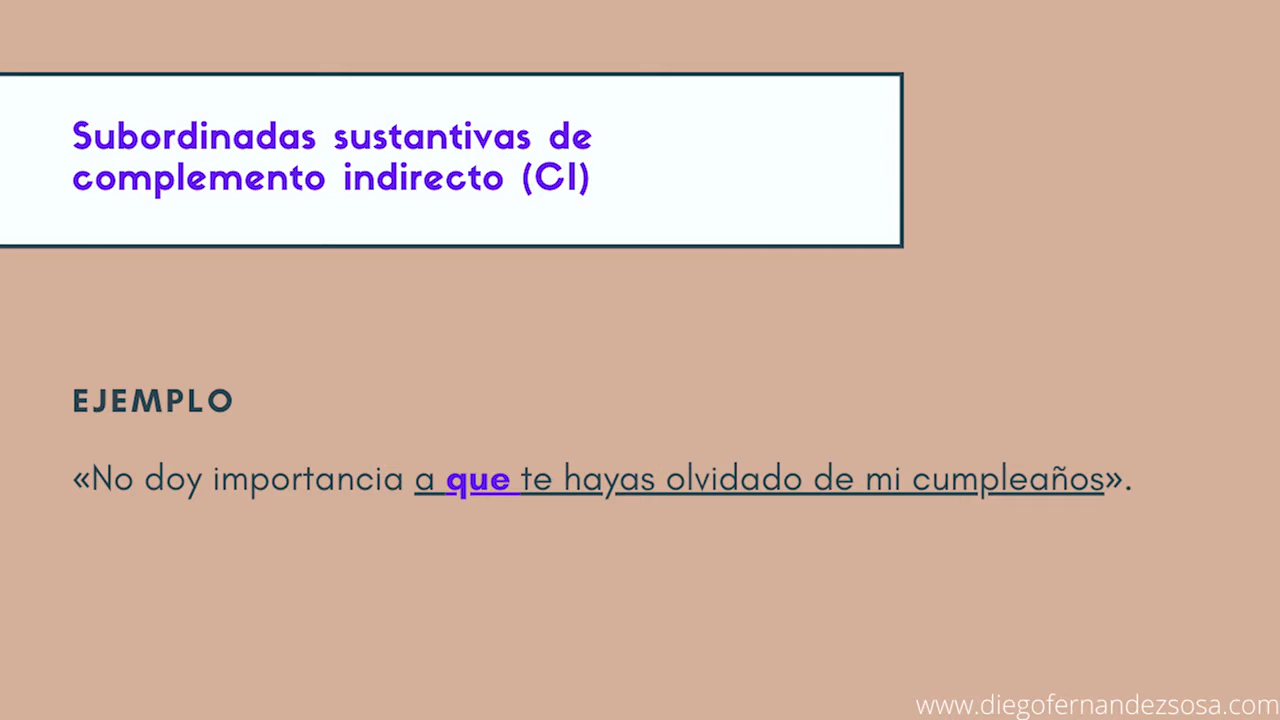 Subordinadas sustantivas de
complemento indirecto (CI)
EJEMPLO
«No doy importancia a que te hayas olvidado de mi cumpleaños».
www.diegofernandezsosa.com